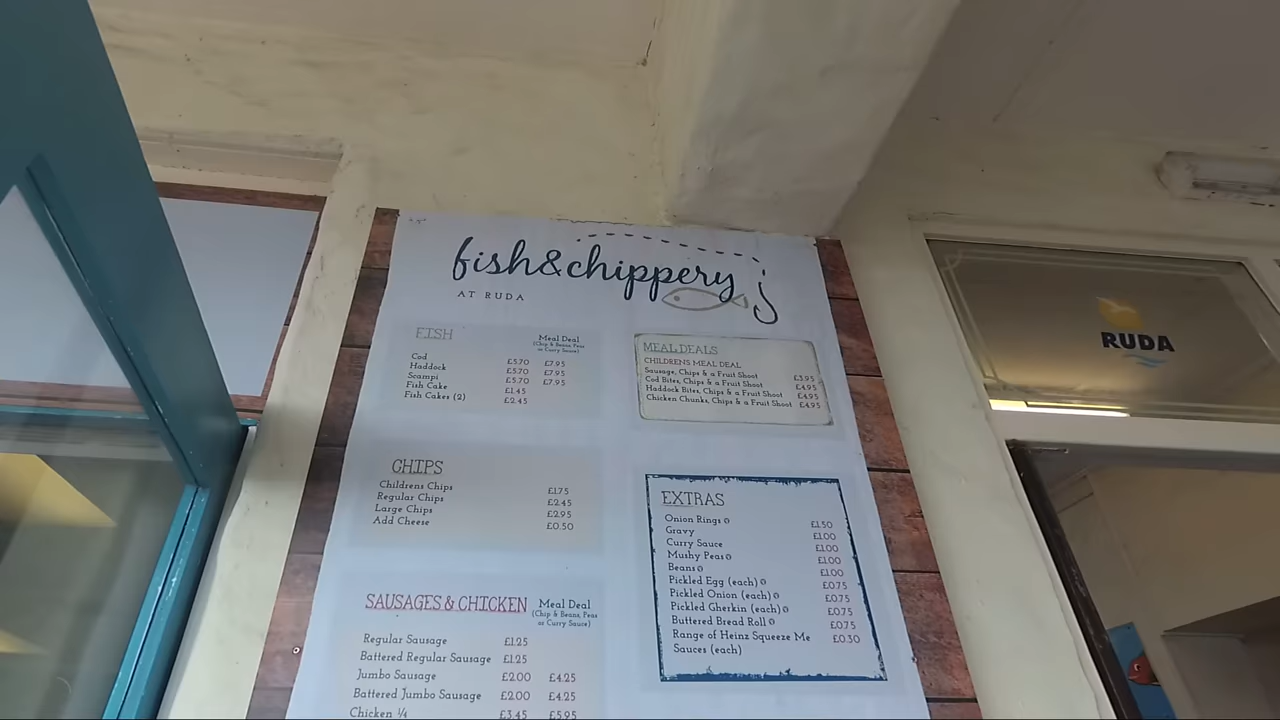 fish&chippery
AT RUDA
FISH
Meal Deal
(Chip & Beans, Peas
or Curry Sauce)
Cod £5.70 £7.95
Haddock £5.70 £7.95
Scampi £5.70 £7.95
Fish Cake £1.45
Fish Cakes (2) £2.45
CHIPS
Childrens Chips £1.75
Regular Chips £2.45
Large Chips £2.95
Add Cheese £0.50
SAUSAGES & CHICKEN
Meal Deal
(Chip & Beans, Peas
or Curry Sauce)
Regular Sausage £1.25
Battered Regular Sausage £1.25
Jumbo Sausage £2.00 £4.25
Battered Jumbo Sausage £2.00 £4.25
Chicken ¼ £3.45 £5.95
MEAL DEALS
CHILDRENS MEAL DEAL
Sausage, Chips & a Fruit Shoot £3.95
Cod Bites, Chips & a Fruit Shoot £4.95
Haddock Bites, Chips & a Fruit Shoot £4.95
Chicken Chunks, Chips & a Fruit Shoot £4.95
EXTRAS
Onion Rings £1.50
Gravy £1.00
Curry Sauce £1.00
Mushy Peas £1.00
Beans £1.00
Pickled Egg (each) £0.75
Pickled Onion (each) £0.75
Pickled Gherkin (each) £0.75
Buttered Bread Roll £0.75
Range of Heinz Squeeze Me £0.30
Sauces (each)
RUDA